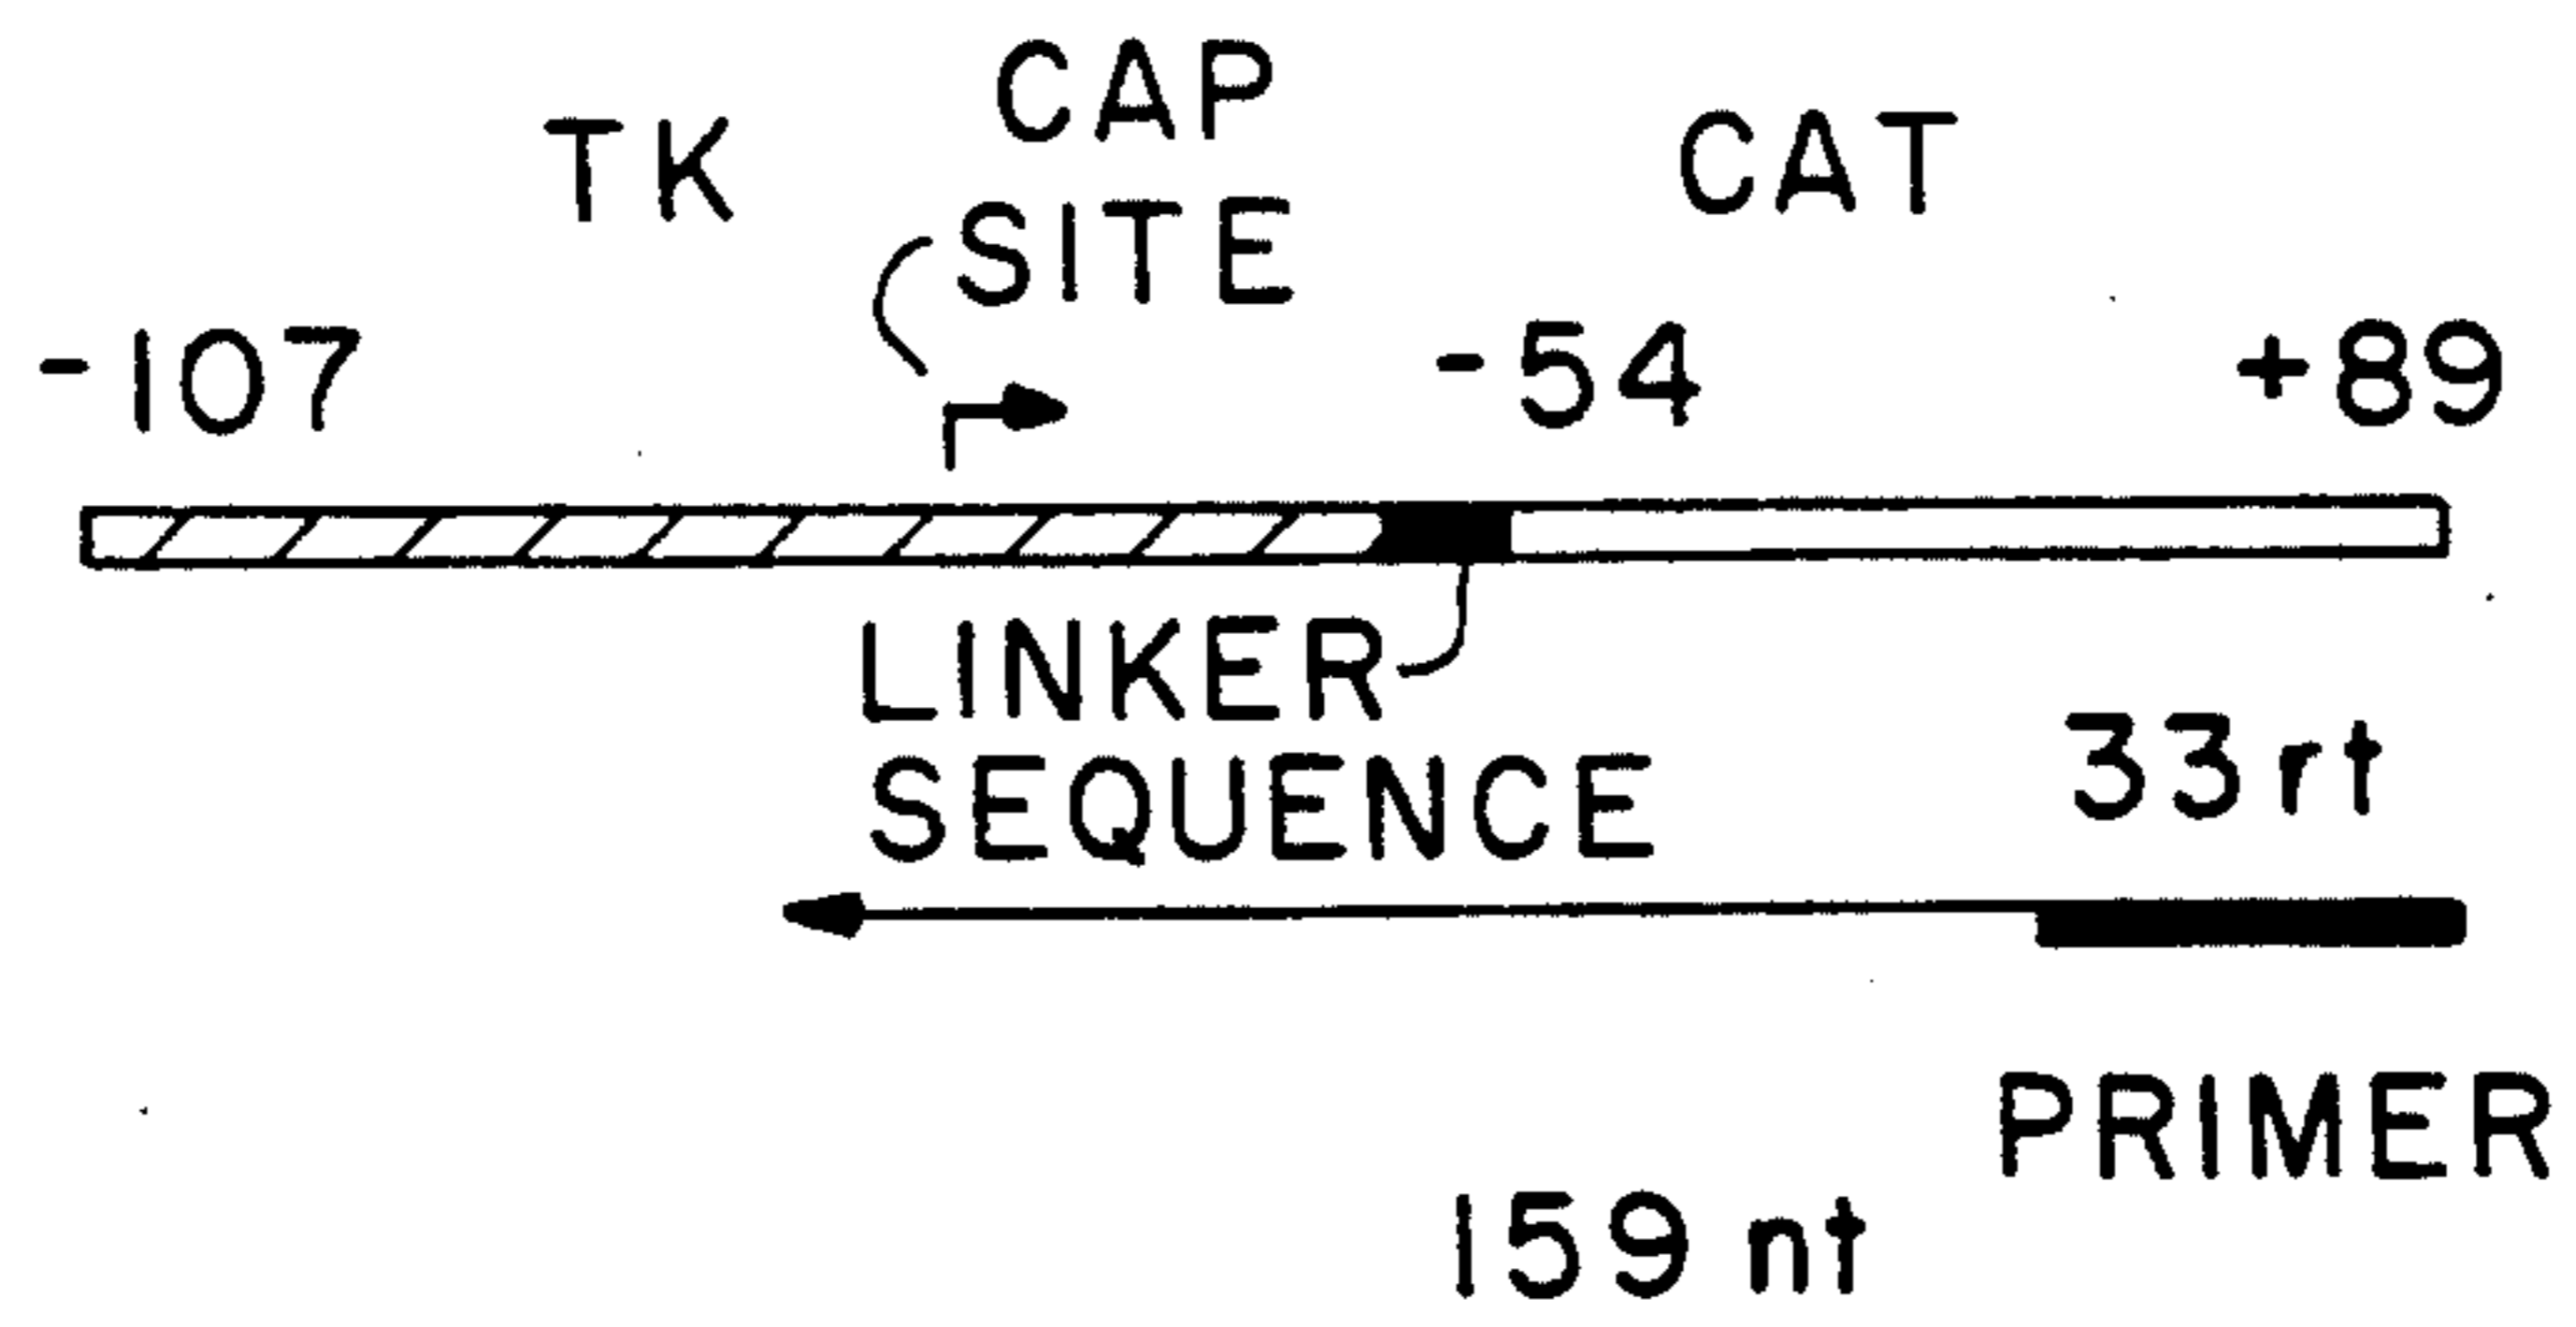 TK
CAP
SITE
CAT
-107
-54
+89
LINKER
SEQUENCE
33rt
PRIMER
159 nt